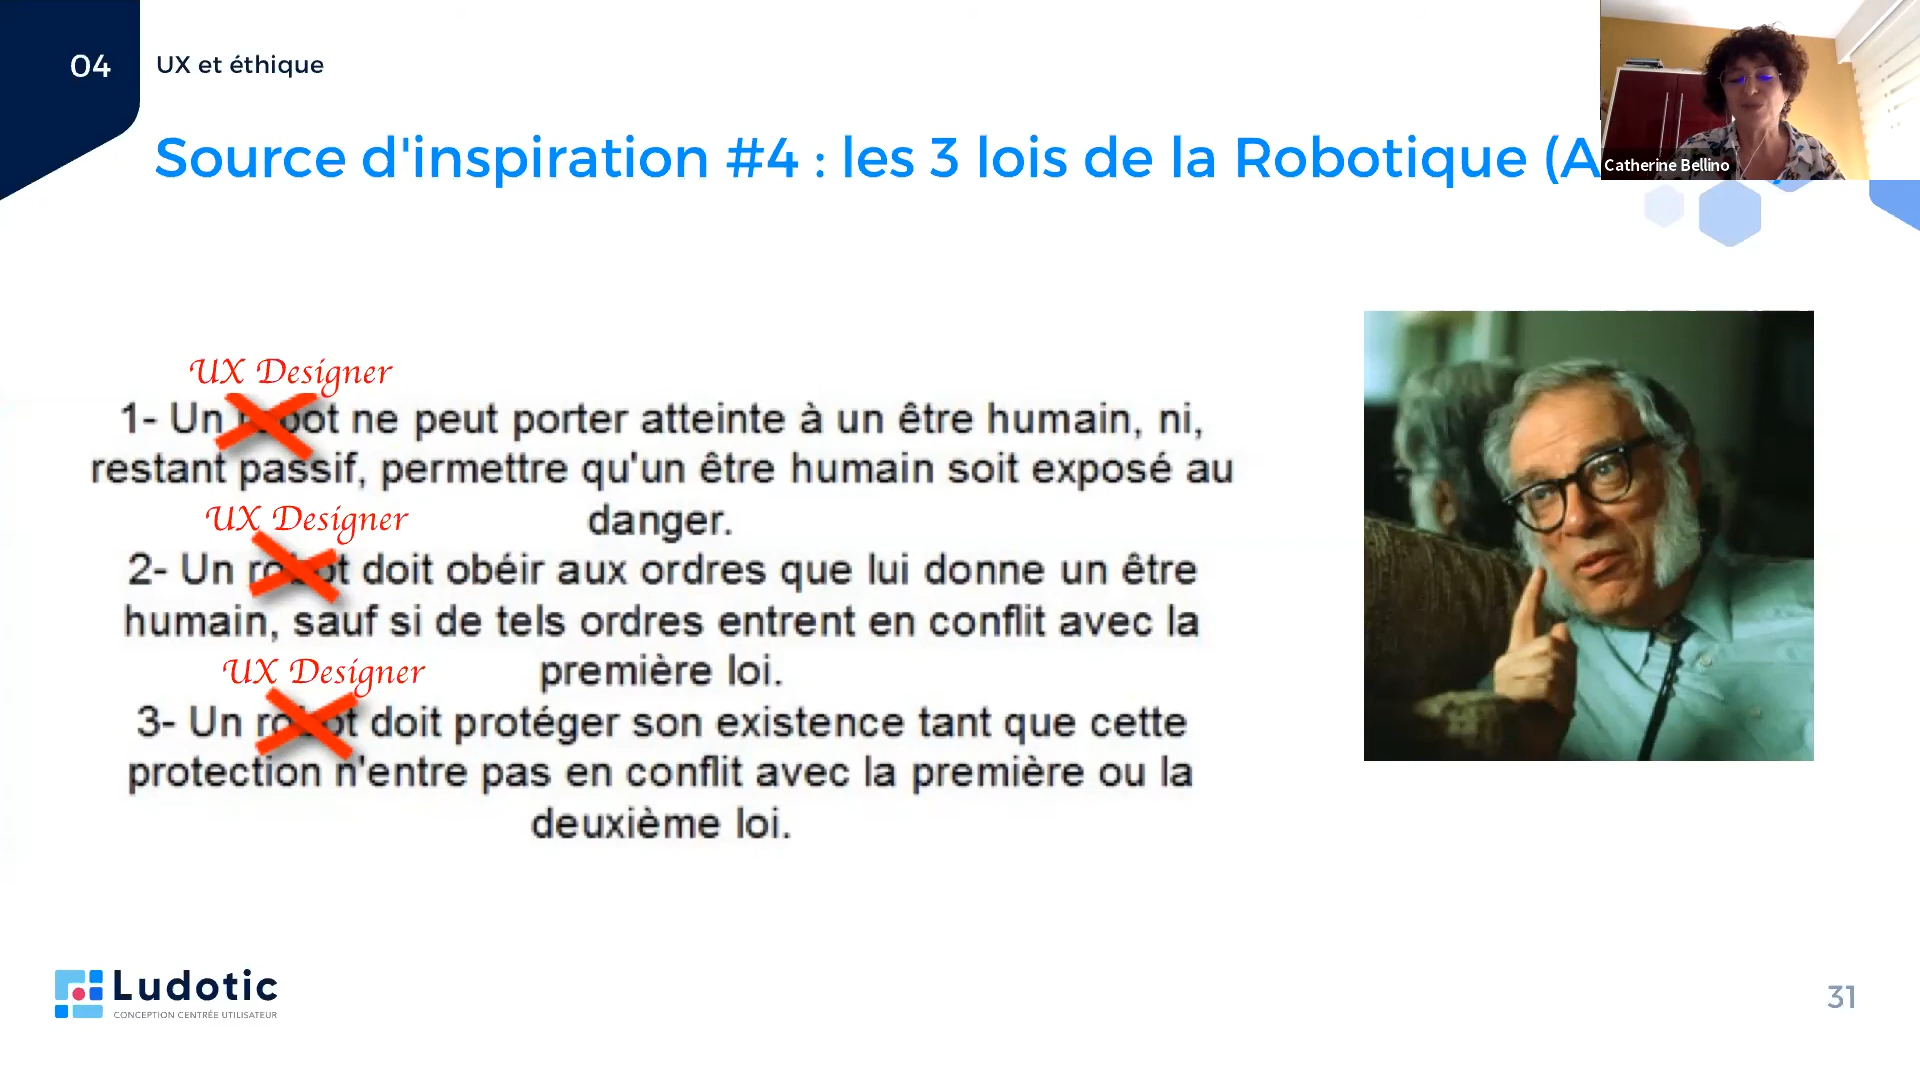 04
UX et éthique
Source d'inspiration #4 : les 3 lois de la Robotique (A
Catherine Bellino
UX Designer
1- Un robot ne peut porter atteinte à un être humain, ni,
restant passif, permettre qu'un être humain soit exposé au
danger.
UX Designer
2- Un robot doit obéir aux ordres que lui donne un être
humain, sauf si de tels ordres entrent en conflit avec la
première loi.
UX Designer
3- Un robot doit protéger son existence tant que cette
protection n'entre pas en conflit avec la première ou la
deuxième loi.
Ludotic
CONCEPTION CENTRÉE UTILISATEUR
31